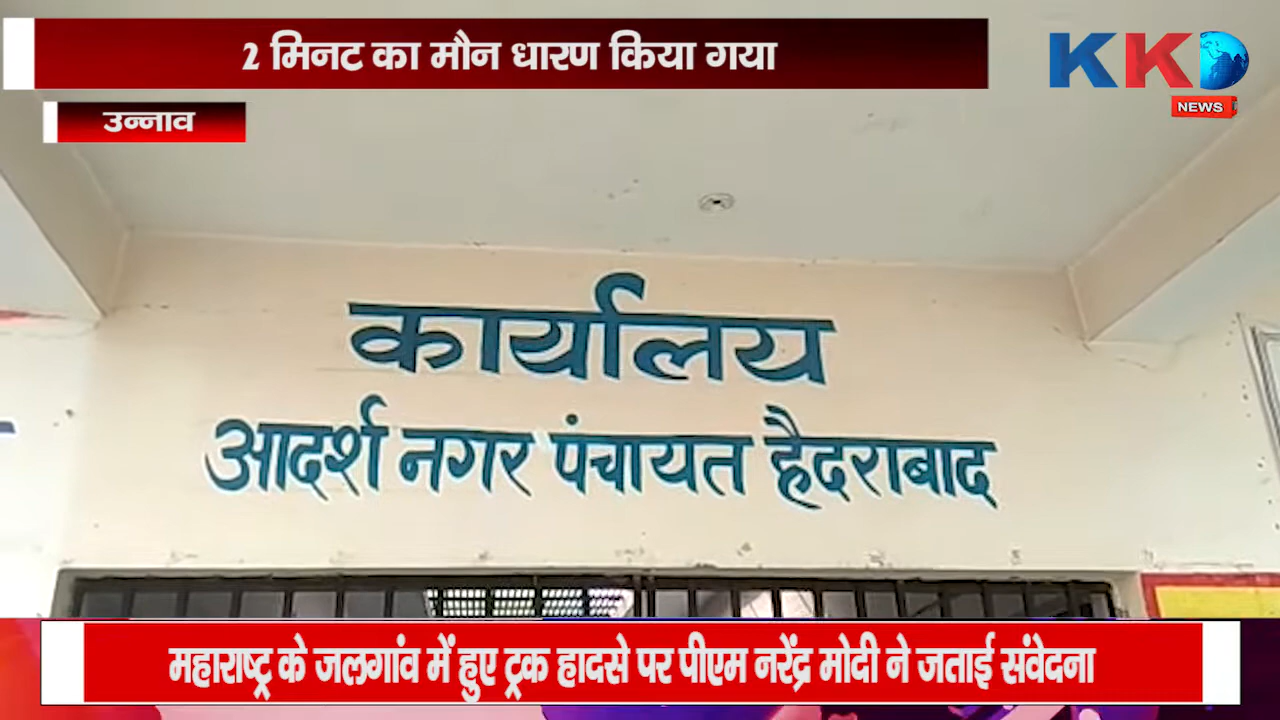 2 मिनट का मौन धारण किया गया
KKD
NEWS
उन्नाव
कार्यालय
आदर्श नगर पंचायत हैदराबाद
महाराष्ट्र के जलगांव में हुए ट्रक हादसे पर पीएम नरेंद्र मोदी ने जताई संवेदना